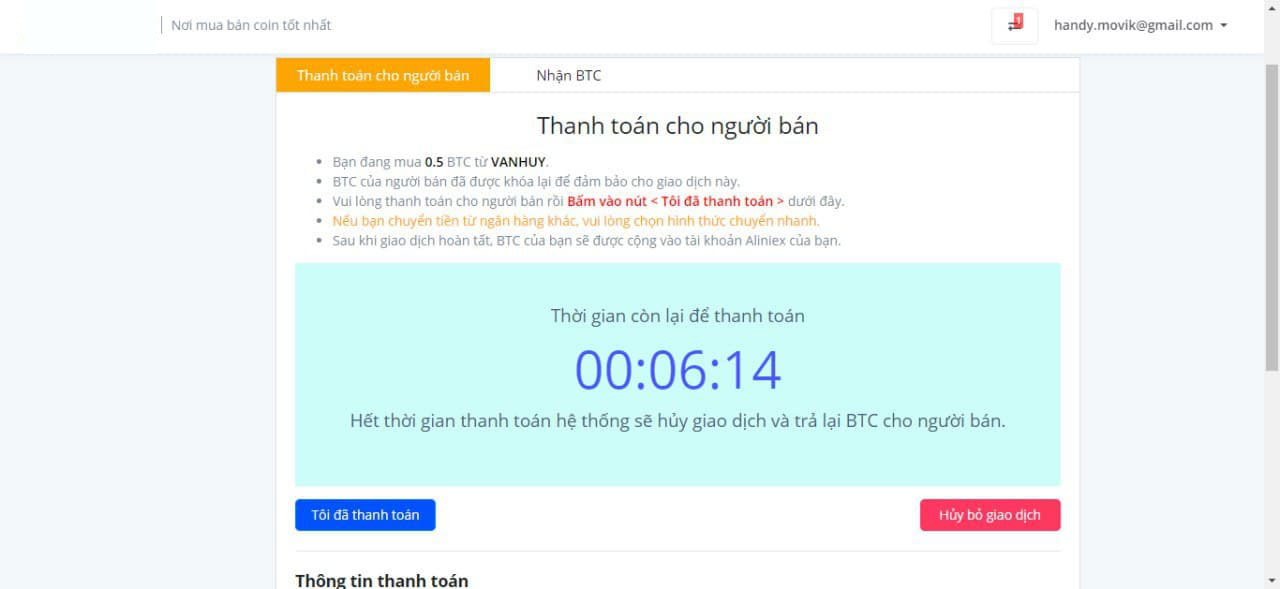 Nơi mua bán coin tốt nhất
1
handy.movik@gmail.com
Thanh toán cho người bán
Nhận BTC
Thanh toán cho người bán
Bạn đang mua 0.5 BTC từ VANHUY.
BTC của người bán đã được khóa lại để đảm bảo cho giao dịch này.
Vui lòng thanh toán cho người bán rồi Bấm vào nút < Tôi đã thanh toán > dưới đây.
Nếu bạn chuyển tiền từ ngân hàng khác, vui lòng chọn hình thức chuyển nhanh.
Sau khi giao dịch hoàn tất, BTC của bạn sẽ được cộng vào tài khoản Aliniex của bạn.
Thời gian còn lại để thanh toán
00:06:14
Hết thời gian thanh toán hệ thống sẽ hủy giao dịch và trả lại BTC cho người bán.
Tôi đã thanh toán
Hủy bỏ giao dịch
Thông tin thanh toán